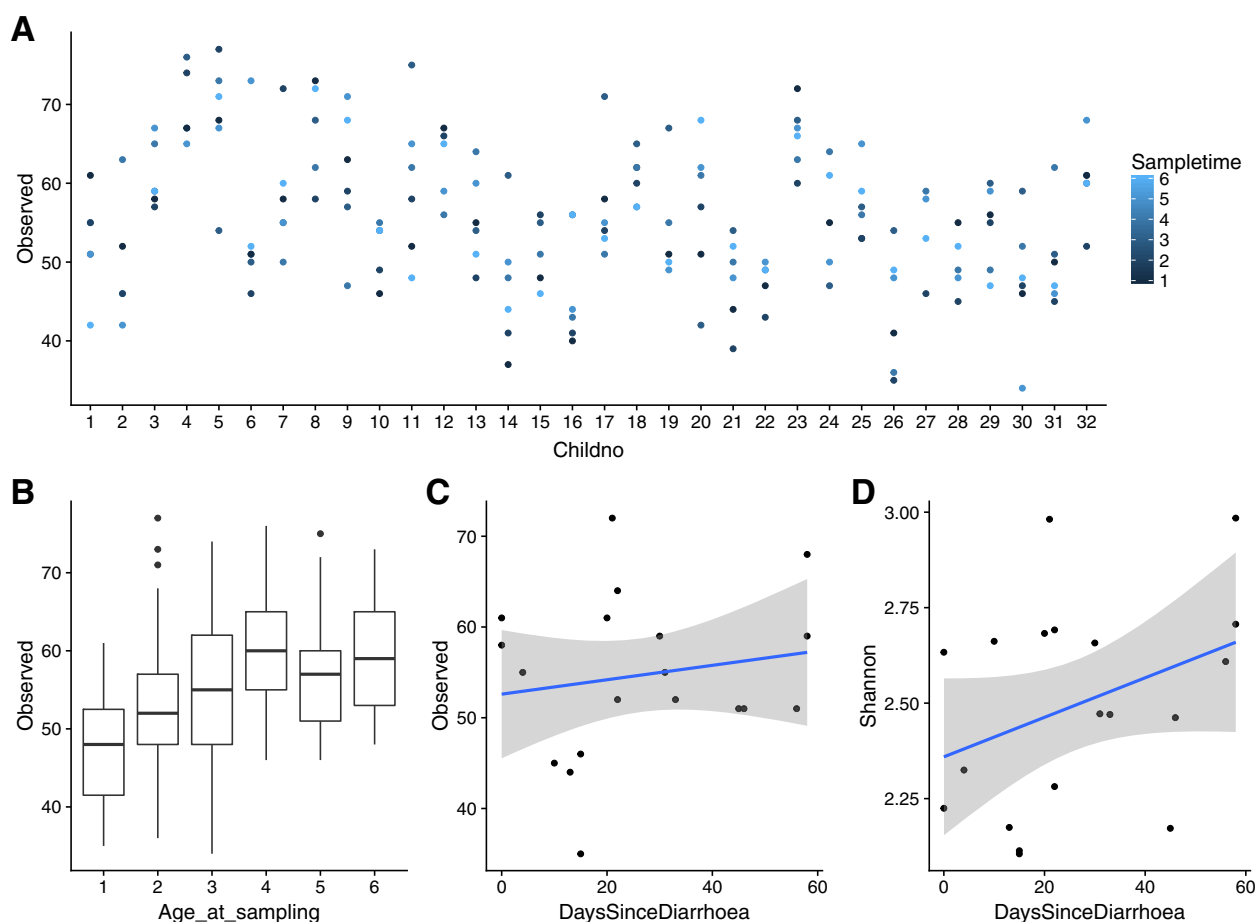 A
Observed
70
60
50
40
1 2 3 4 5 6 7 8 9 10 11 12 13 14 15 16 17 18 19 20 21 22 23 24 25 26 27 28 29 30 31 32
Childno
Sampletime
6
5
4
3
2
1
B
Observed
70
60
50
40
1 2 3 4 5 6
Age_at_sampling
C
Observed
70
60
50
40
0 20 40 60
DaysSinceDiarrhoea
D
Shannon
3.00
2.75
2.50
2.25
0 20 40 60
DaysSinceDiarrhoea